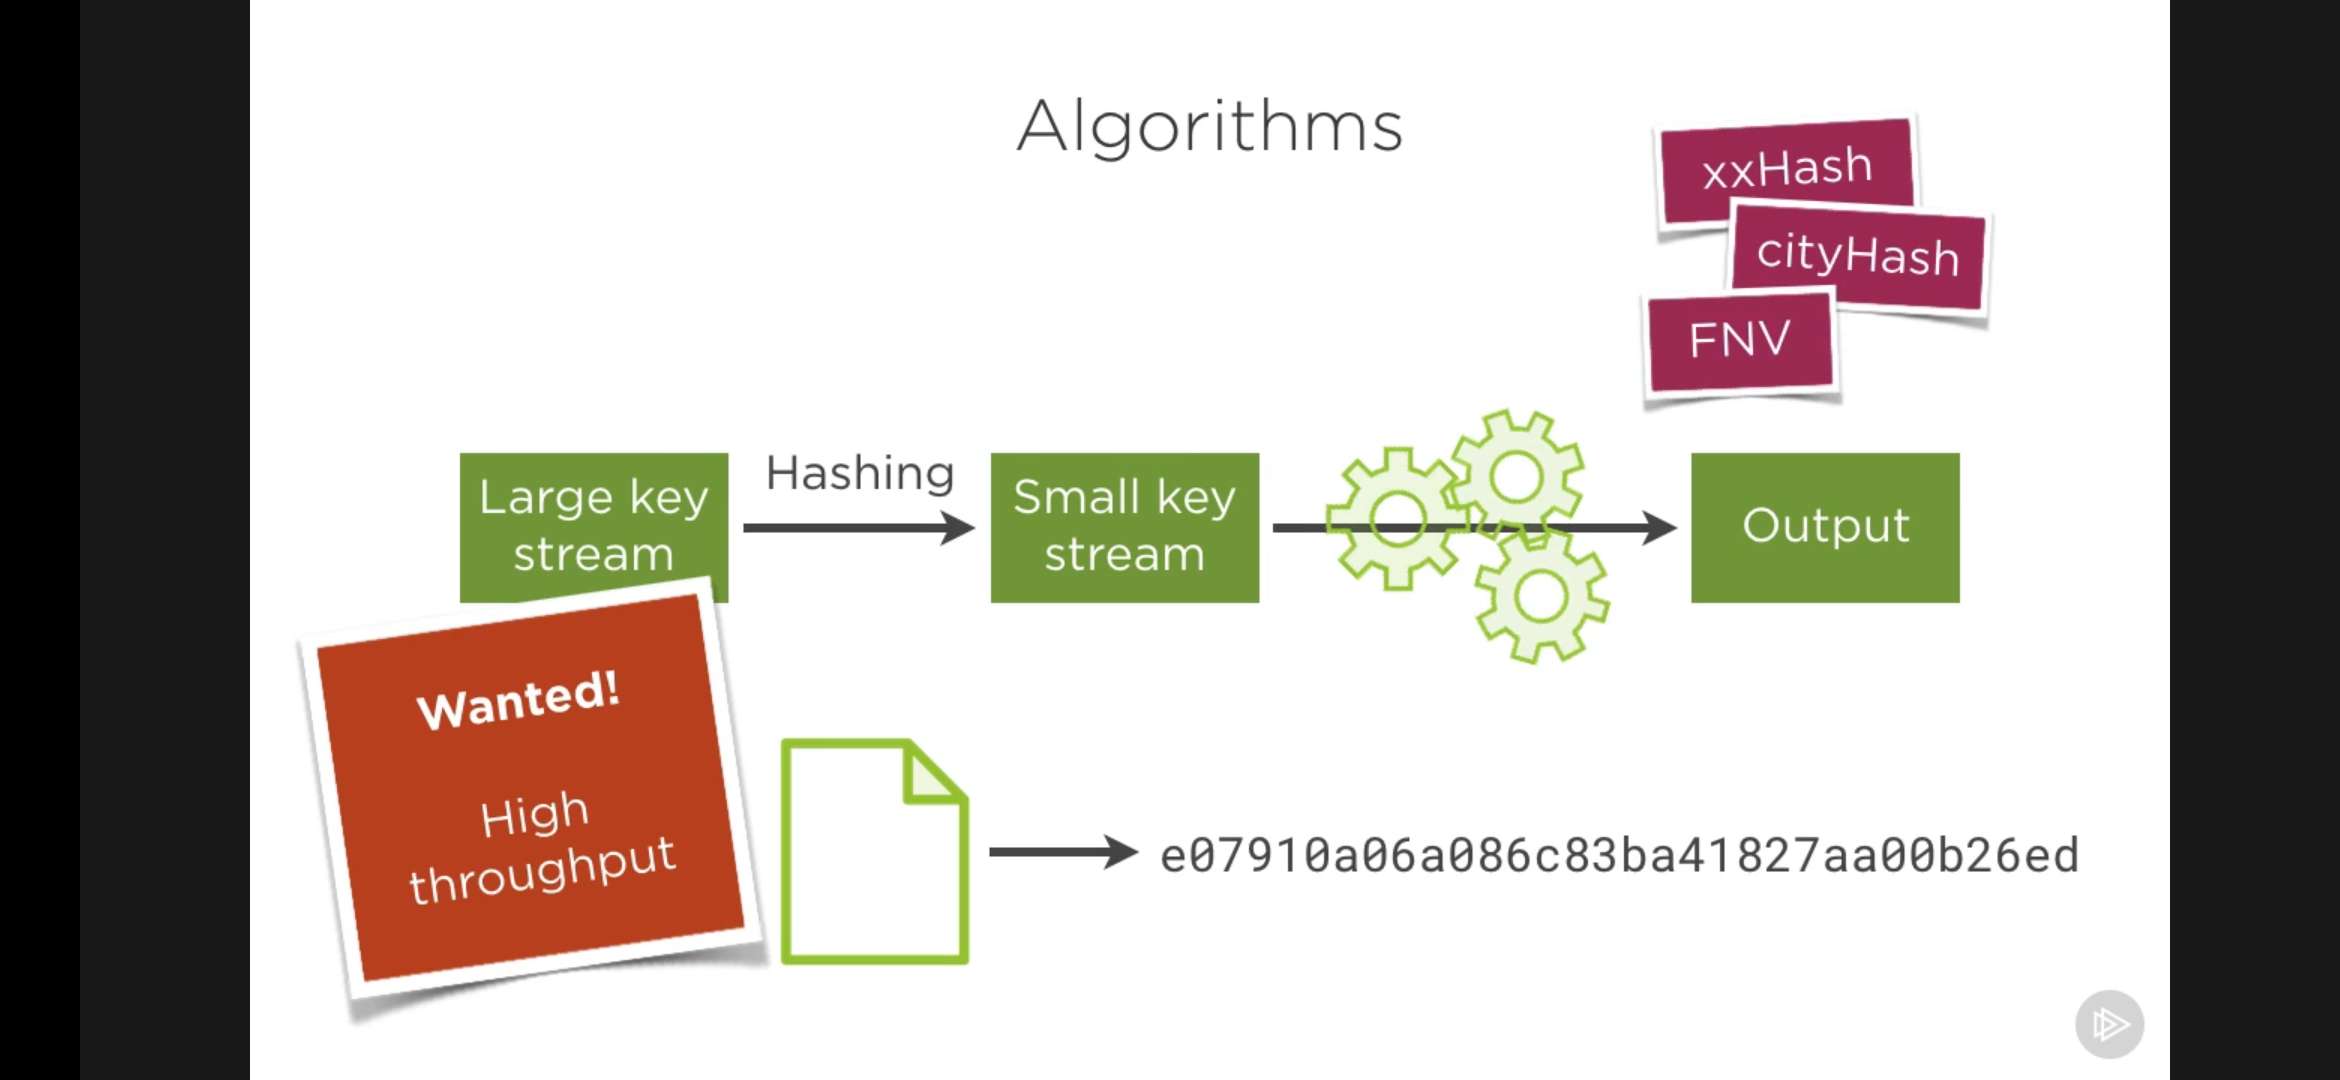 Algorithms
xxHash
cityHash
FNV
Large key
stream
Hashing
Small key
stream
Output
Wanted!
High
throughput
e07910a06a086c83ba41827aa00b26ed